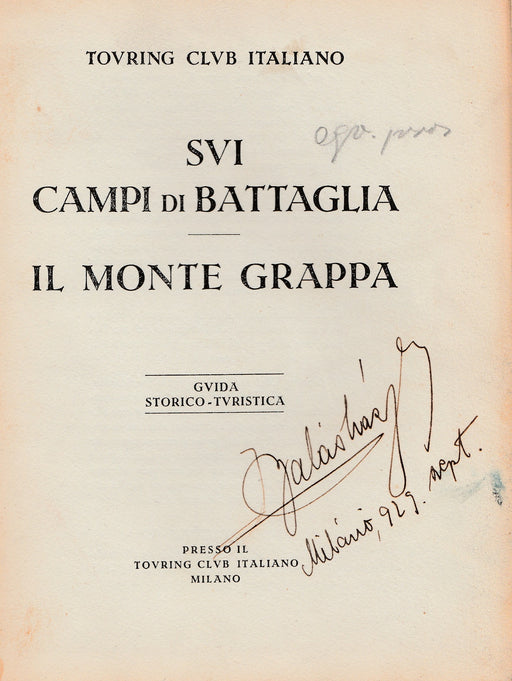 TOVRING CLVB ITALIANO
SVI
CAMPI DI BATTAGLIA
IL MONTE GRAPPA
GVIDA
STORICO-TVRISTICA
Milánó, 929. sept.
PRESSO IL
TOVRING CLVB ITALIANO
MILANO